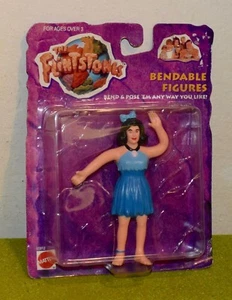 FOR AGES OVER 3
THE
FLINTSTONES
BENDABLE
FIGURES
BEND & POSE 'EM ANY WAY YOU LIKE!
MATTEL